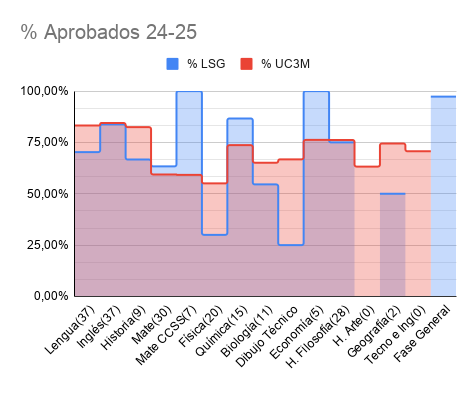 % Aprobados 24-25
% LSG
% UC3M
100,00%
75,00%
50,00%
25,00%
0,00%
Lengua(37)
Inglés(37)
Historia(9)
Mate(30)
Mate CCSS(7)
Física(20)
Química(15)
Biología(11)
Dibujo Técnico
Economía(5)
H. Filosofía(28)
H. Arte(0)
Geografía(2)
Tecno e Ing(0)
Fase General